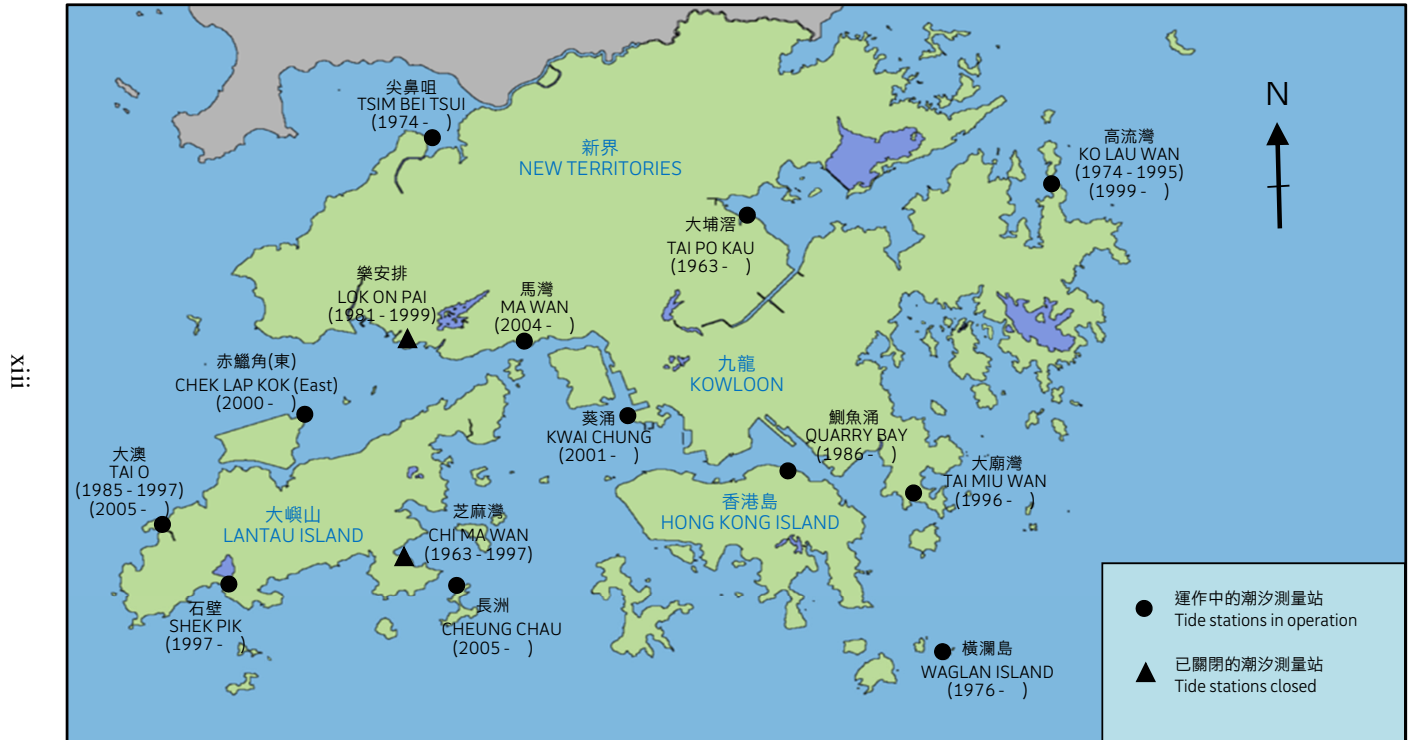 尖鼻咀
TSIM BEI TSUI
(1974 - )
新界
NEW TERRITORIES
N
高流灣
KO LAU WAN
(1974 - 1995)
(1999 - )
大埔滘
TAI PO KAU
(1963 - )
樂安排
LOK ON PAI
(1981 - 1999)
馬灣
MA WAN
(2004 - )
赤鱲角(東)
CHEK LAP KOK (East)
(2000 - )
九龍
KOWLOON
葵涌
KWAI CHUNG
(2001 - )
鰂魚涌
QUARRY BAY
(1986 - )
大澳
TAI O
(1985 - 1997)
(2005 - )
大廟灣
TAI MIU WAN
(1996 - )
大嶼山
LANTAU ISLAND
芝麻灣
CHI MA WAN
(1963 - 1997)
香港島
HONG KONG ISLAND
石壁
SHEK PIK
(1997 - )
長洲
CHEUNG CHAU
(2005 - )
橫瀾島
WAGLAN ISLAND
(1976 - )
運作中的潮汐測量站
Tide stations in operation
已關閉的潮汐測量站
Tide stations closed
xiii